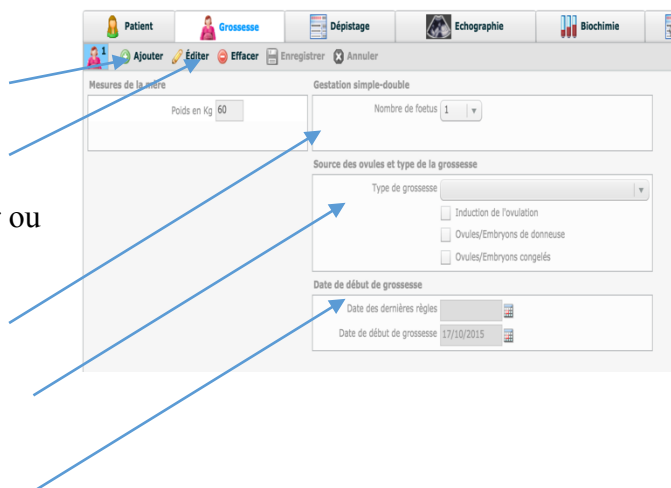 Patient Grossesse Dépistage Echographie Biochimie
1 Ajouter Éditer Effacer Enregistrer Annuler
Mesures de la mère Gestation simple-double
Poids en Kg 60 Nombre de foetus 1
Source des ovules et type de la grossesse
Type de grossesse
ou
Induction de l'ovulation
Ovules/Embryons de donneuse
Ovules/Embryons congelés
Date de début de grossesse
Date des dernières règles
Date de début de grossesse 17/10/2015